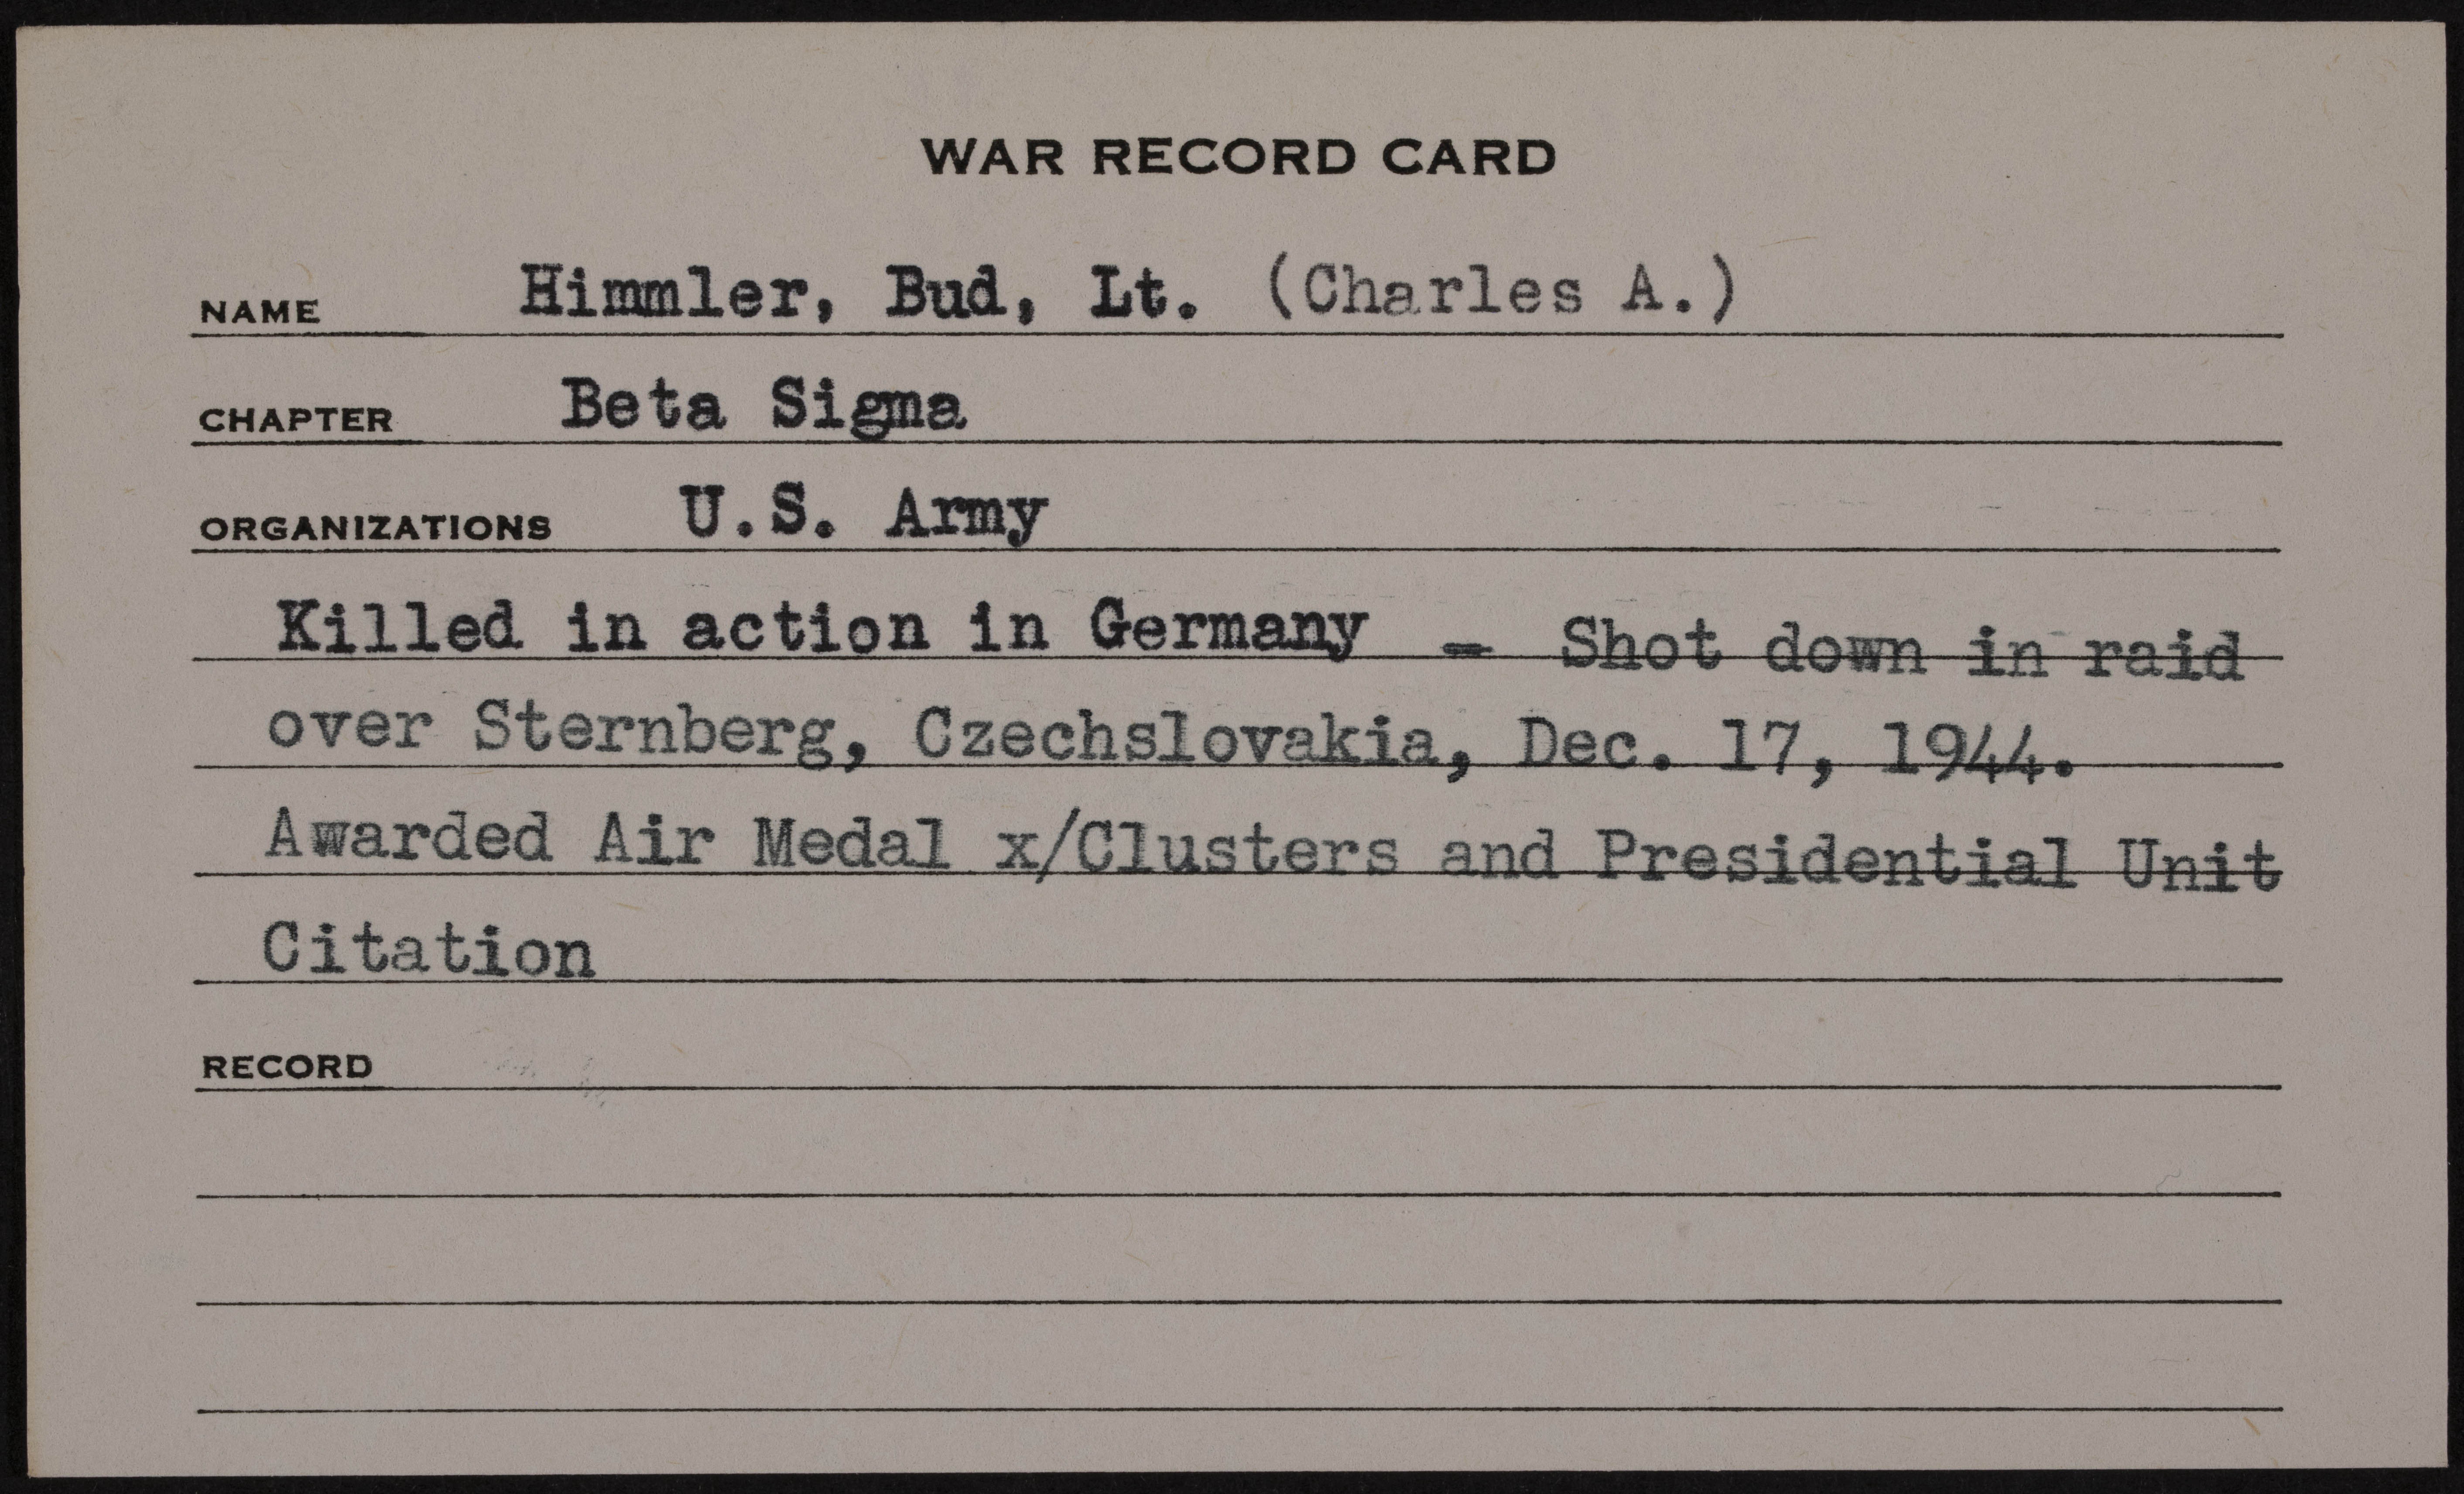 WAR RECORD CARD
NAME Himmler, Bud, Lt. (Charles A.)
CHAPTER Beta Sigma
ORGANIZATIONS U.S. Army
Killed in action in Germany - Shot down in raid
over Sternberg, Czechslovakia, Dec. 17, 1944.
Awarded Air Medal x/Clusters and Presidential Unit
Citation
RECORD